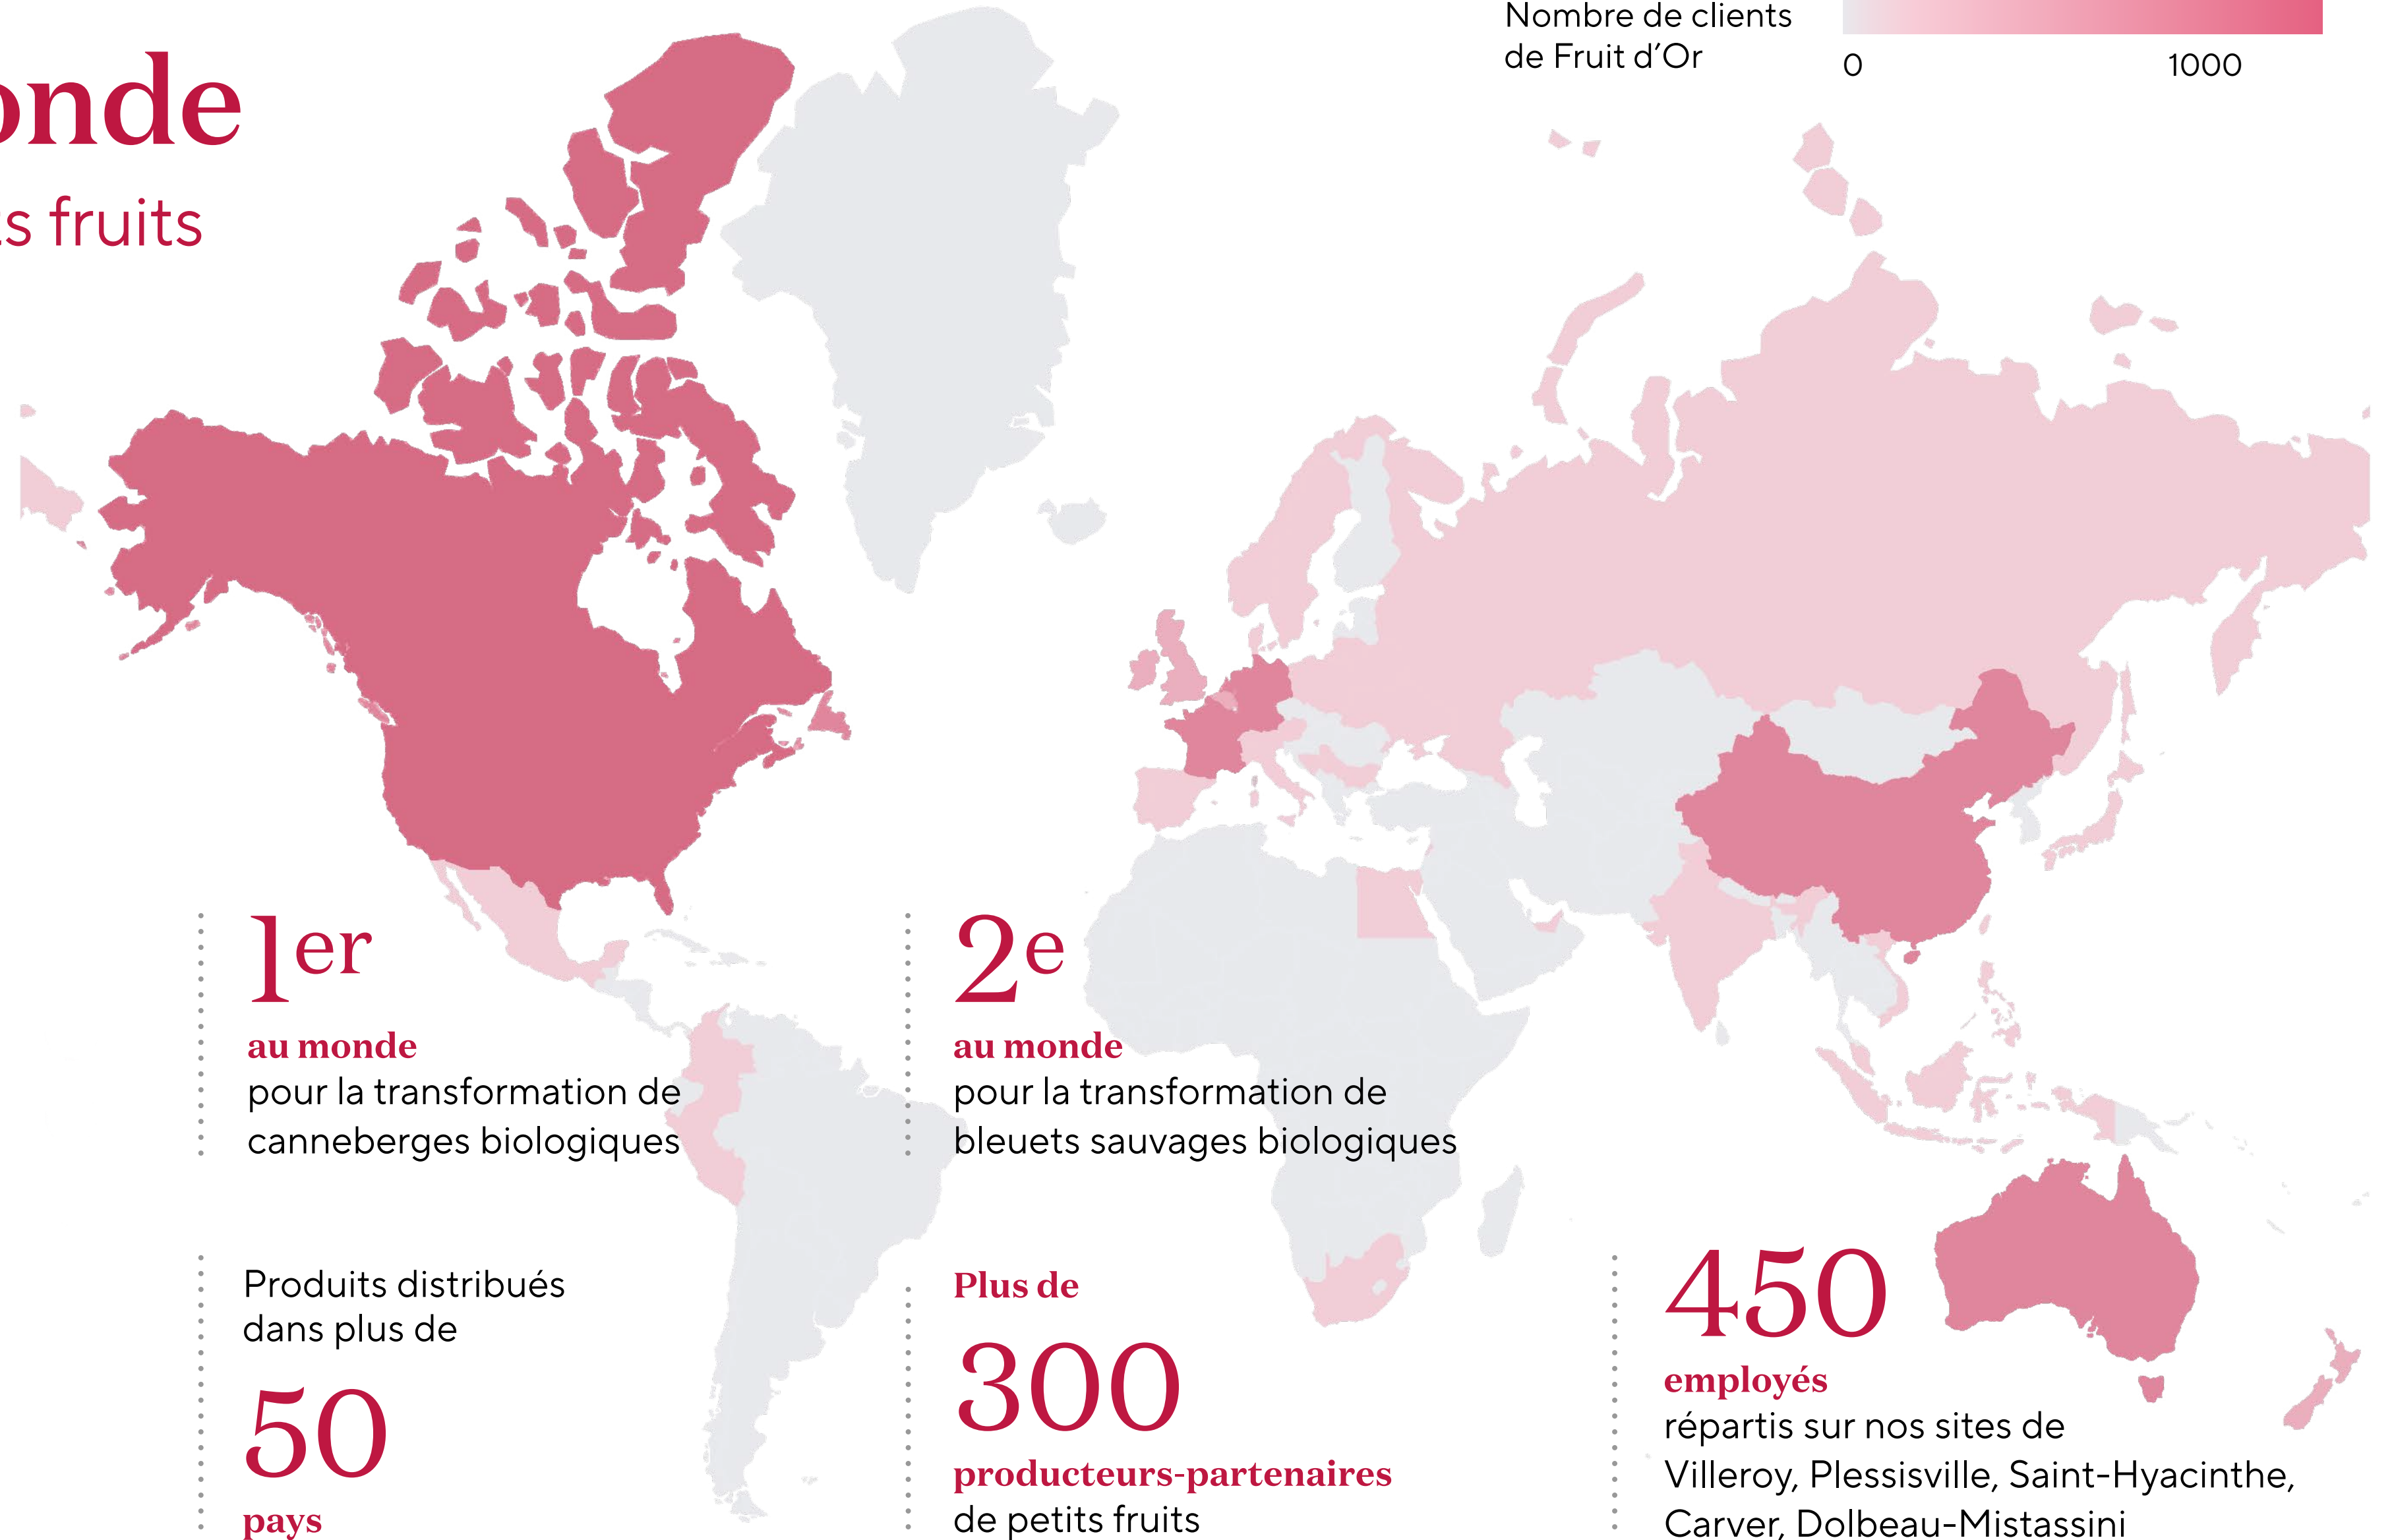 Nombre de clients
de Fruit d'Or
0
1000
s fruits
1er
au monde
pour la transformation de
canneberges biologiques
2e
au monde
pour la transformation de
bleuets sauvages biologiques
Produits distribués
dans plus de
50
pays
Plus de
300
producteurs-partenaires
de petits fruits
450
employés
répartis sur nos sites de
Villeroy, Plessisville, Saint-Hyacinthe,
Carver, Dolbeau-Mistassini